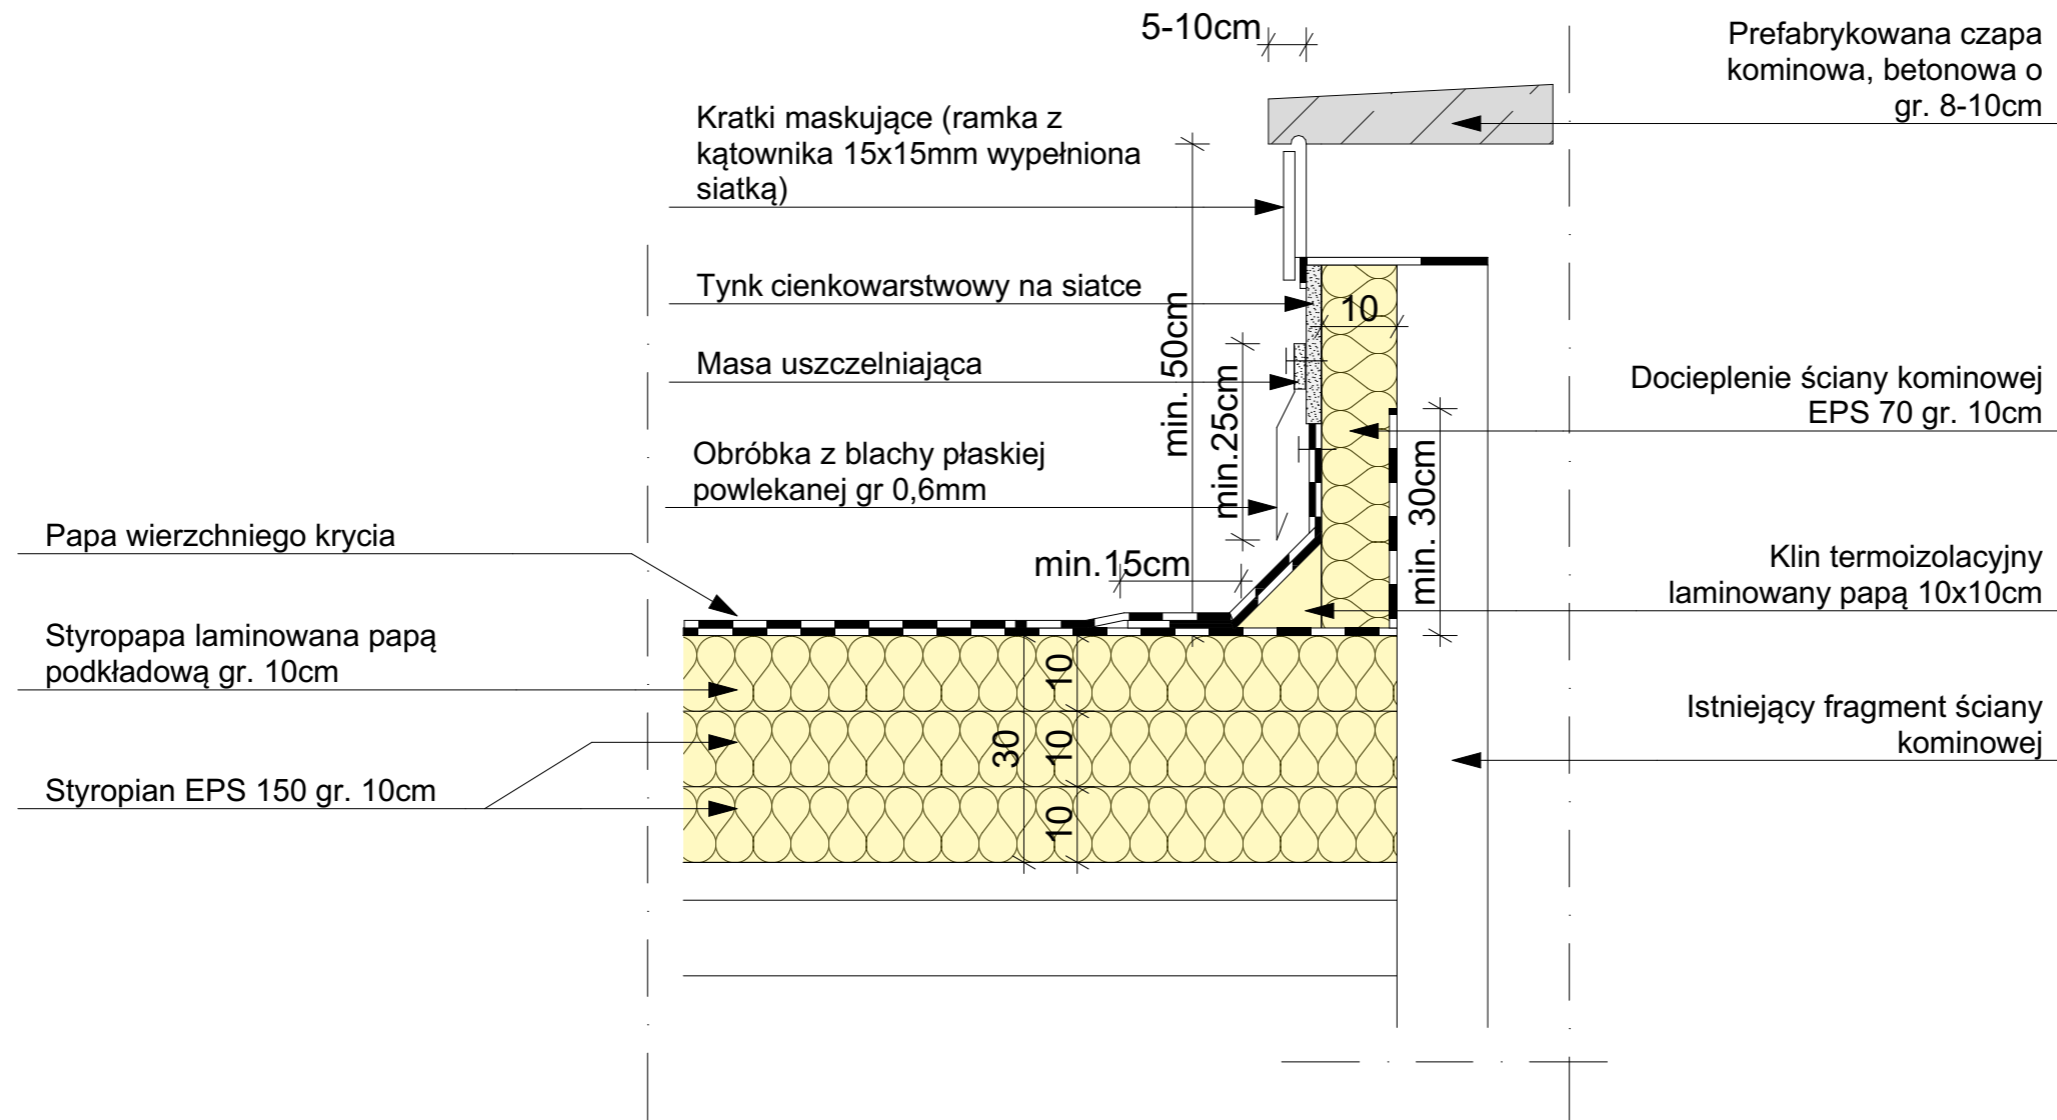 5-10cm
Prefabrykowana czapa
kominowa, betonowa o
gr. 8-10cm
Kratki maskujące (ramka z
kątownika 15x15mm wypełniona
siatką)
Tynk cienkowarstwowy na siatce
10
min. 50cm
Masa uszczelniająca
min.25cm
Docieplenie ściany kominowej
EPS 70 gr. 10cm
Obróbka z blachy płaskiej
powlekanej gr 0,6mm
min. 30cm
Papa wierzchniego krycia
min.15cm
Klin termoizolacyjny
laminowany papą 10x10cm
Styropapa laminowana papą
podkładową gr. 10cm
10
Istniejący fragment ściany
kominowej
30
10
Styropian EPS 150 gr. 10cm
10